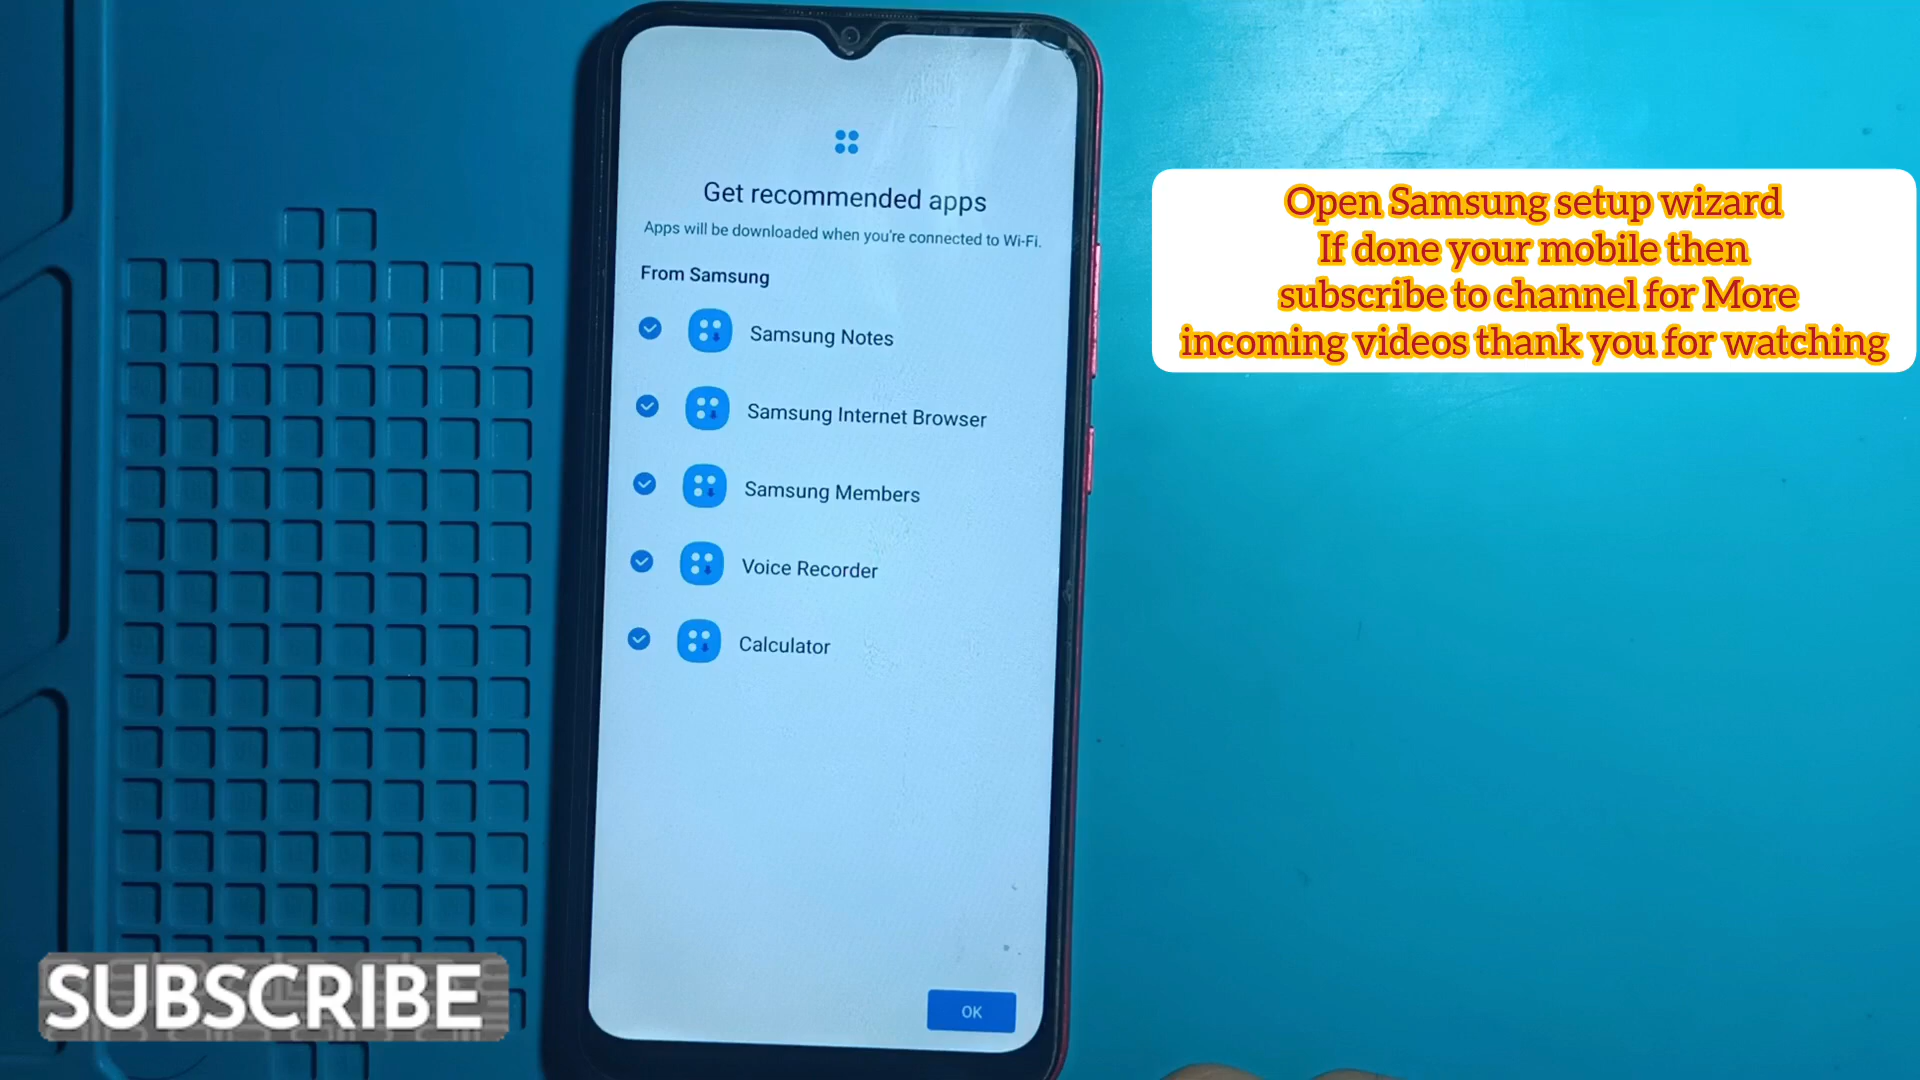 Get recommended apps
Apps will be downloaded when you're connected to Wi-Fi.
From Samsung
Samsung Notes
Samsung Internet Browser
Samsung Members
Voice Recorder
Calculator
OK
Open Samsung setup wizard
If done your mobile then
subscribe to channel for More
incoming videos thank you for watching
SUBSCRIBE